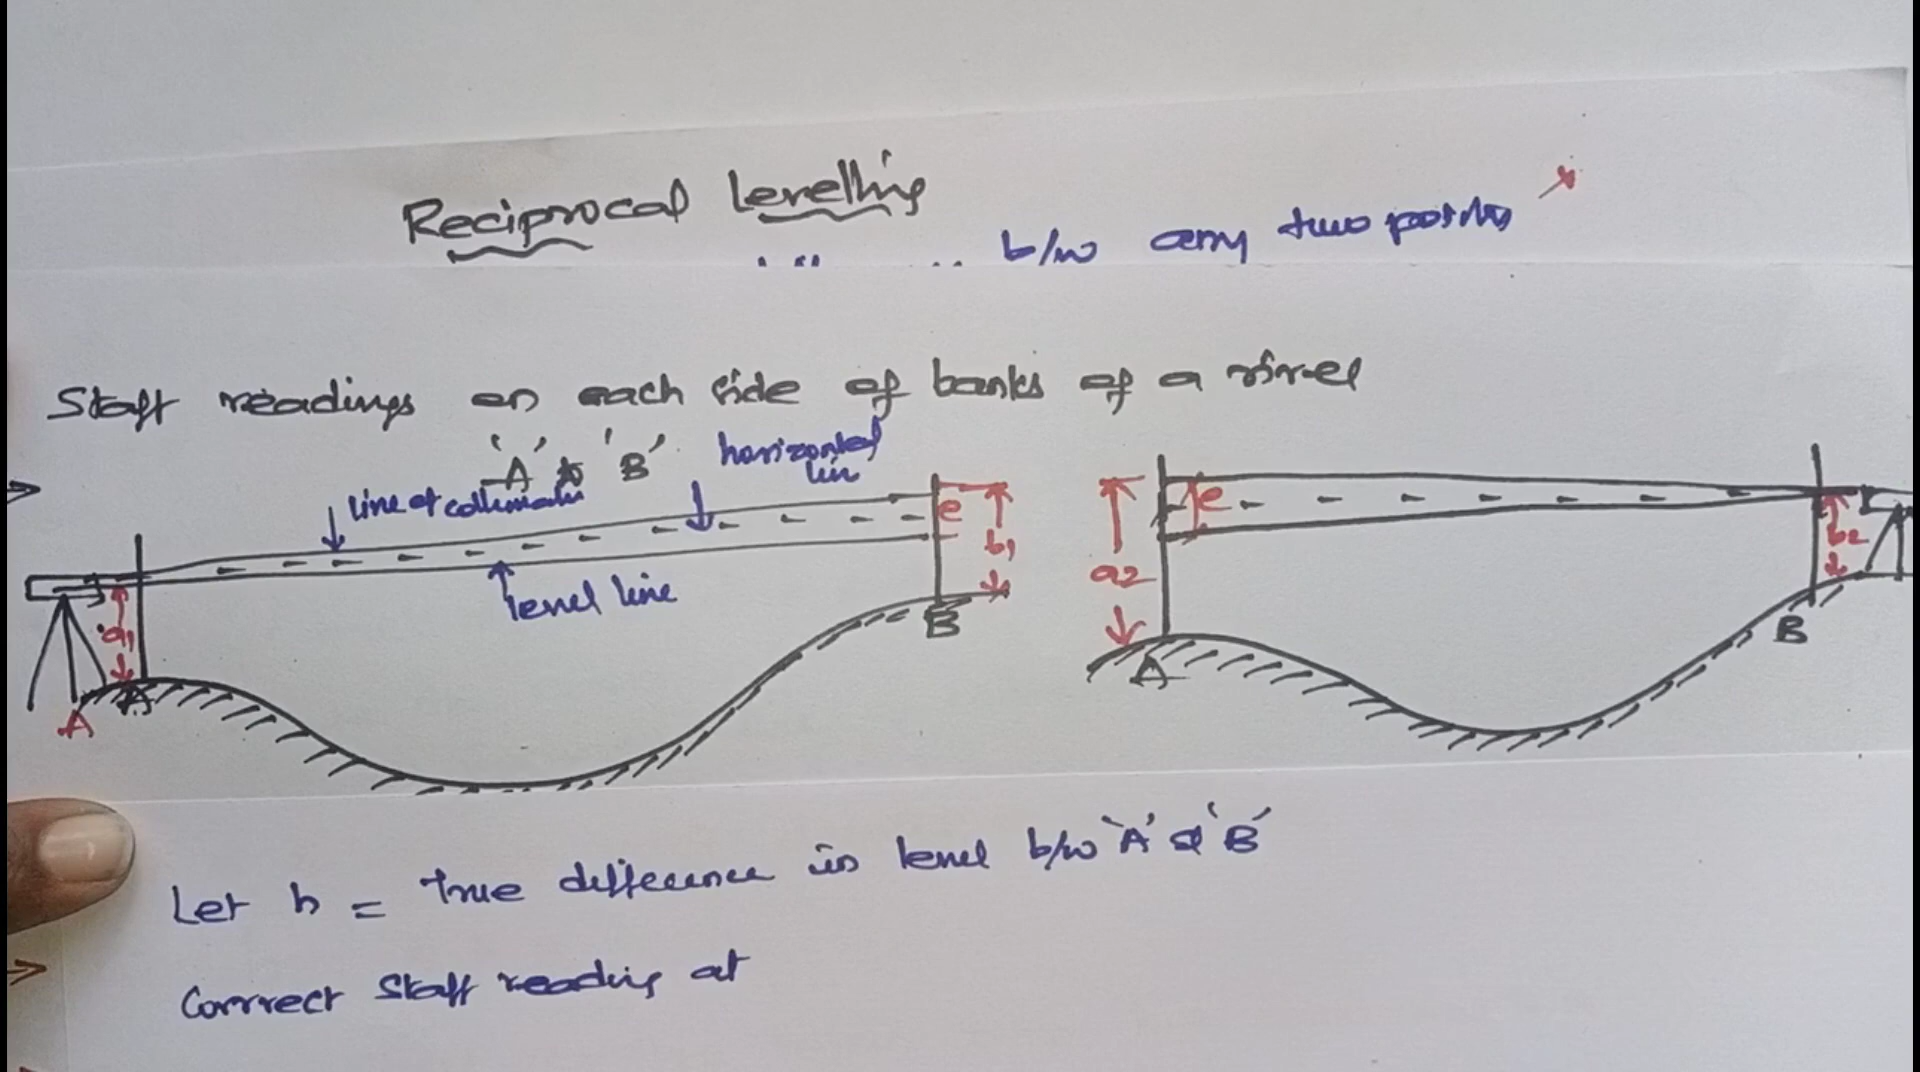 Reciprocal Levelling
b/w any two points
Staff readings on each side of banks of a river
'A' & 'B'
line of collimation
horizontal line
level line
e
b1
a1
A
A
B
e
a2
b2
A
B
Let h = True difference in level b/w 'A' & 'B'
Correct staff reading at